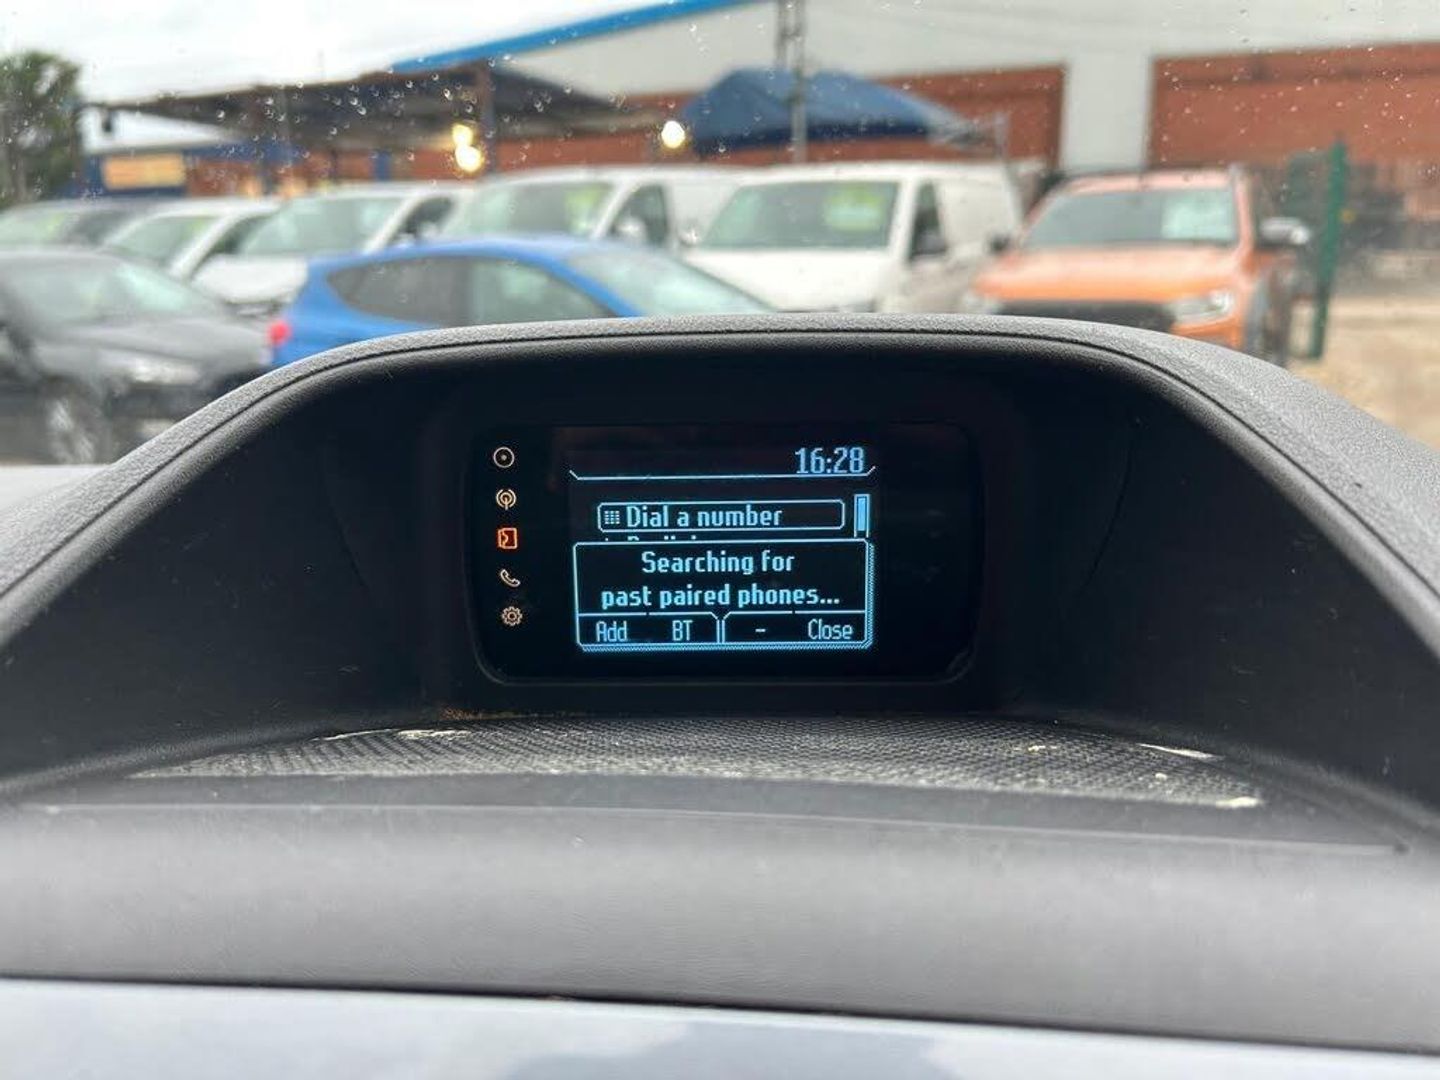 16:28
Dial a number
Searching for
past paired phones...
Add BT - Close